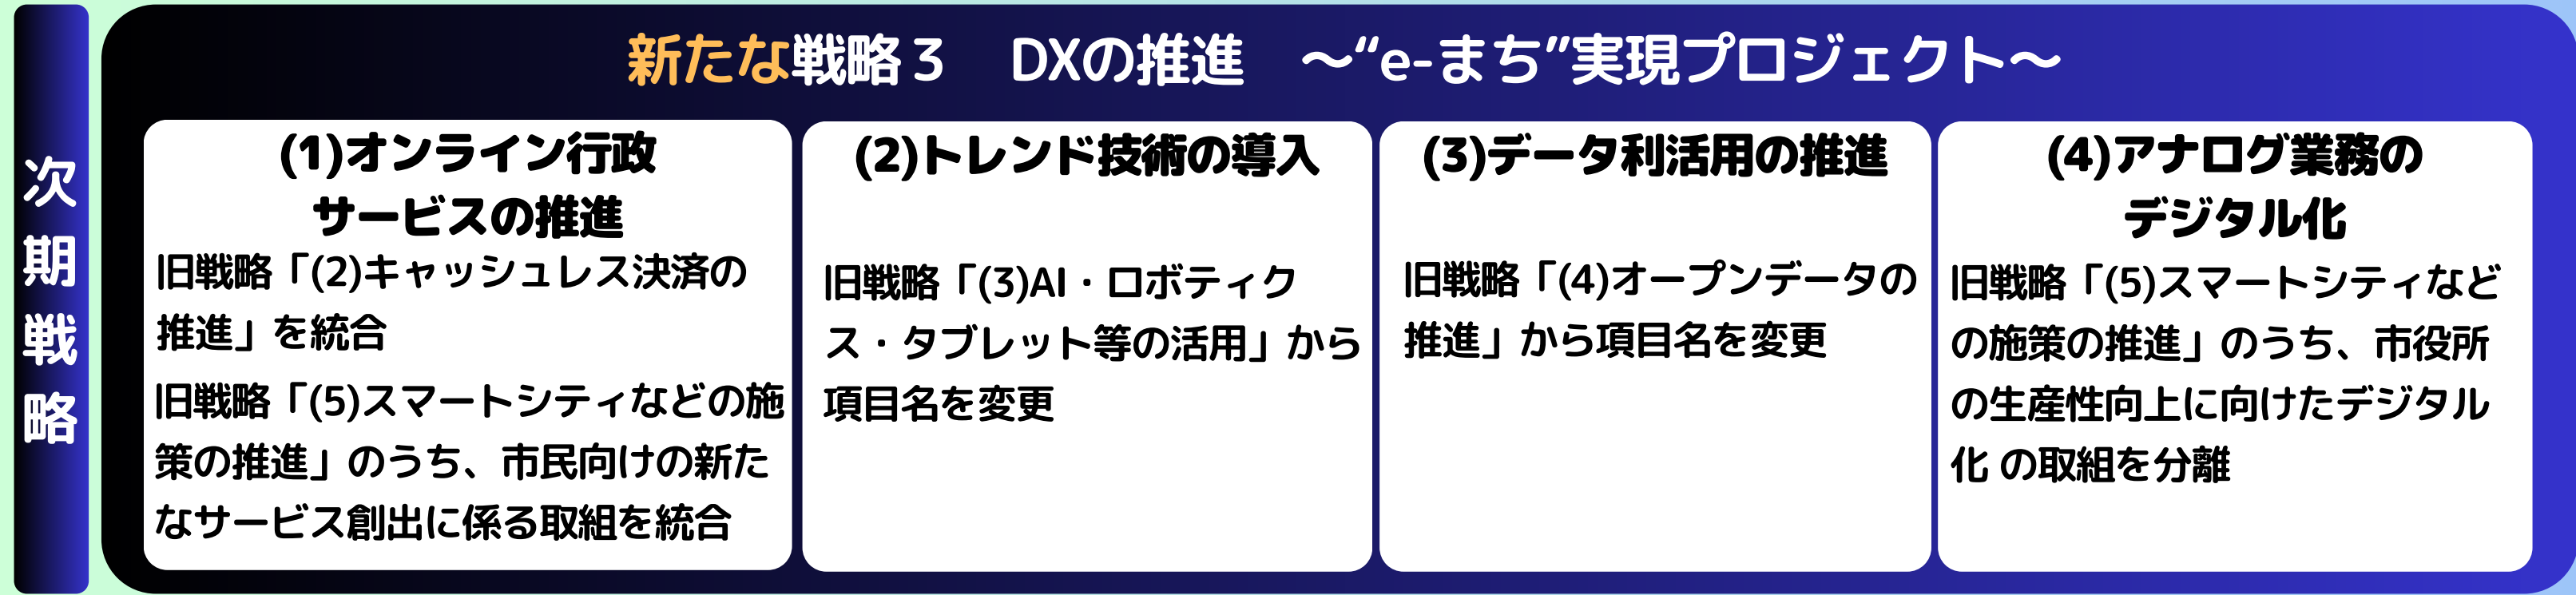 次期戦略
新たな戦略３　DXの推進　～“e-まち”実現プロジェクト～
(1)オンライン行政
サービスの推進
旧戦略「(2)キャッシュレス決済の
推進」を統合
旧戦略「(5)スマートシティなどの施
策の推進」のうち、市民向けの新た
なサービス創出に係る取組を統合
(2)トレンド技術の導入
旧戦略「(3)AI・ロボティク
ス・タブレット等の活用」から
項目名を変更
(3)データ利活用の推進
旧戦略「(4)オープンデータの
推進」から項目名を変更
(4)アナログ業務の
デジタル化
旧戦略「(5)スマートシティなど
の施策の推進」のうち、市役所
の生産性向上に向けたデジタル
化 の取組を分離